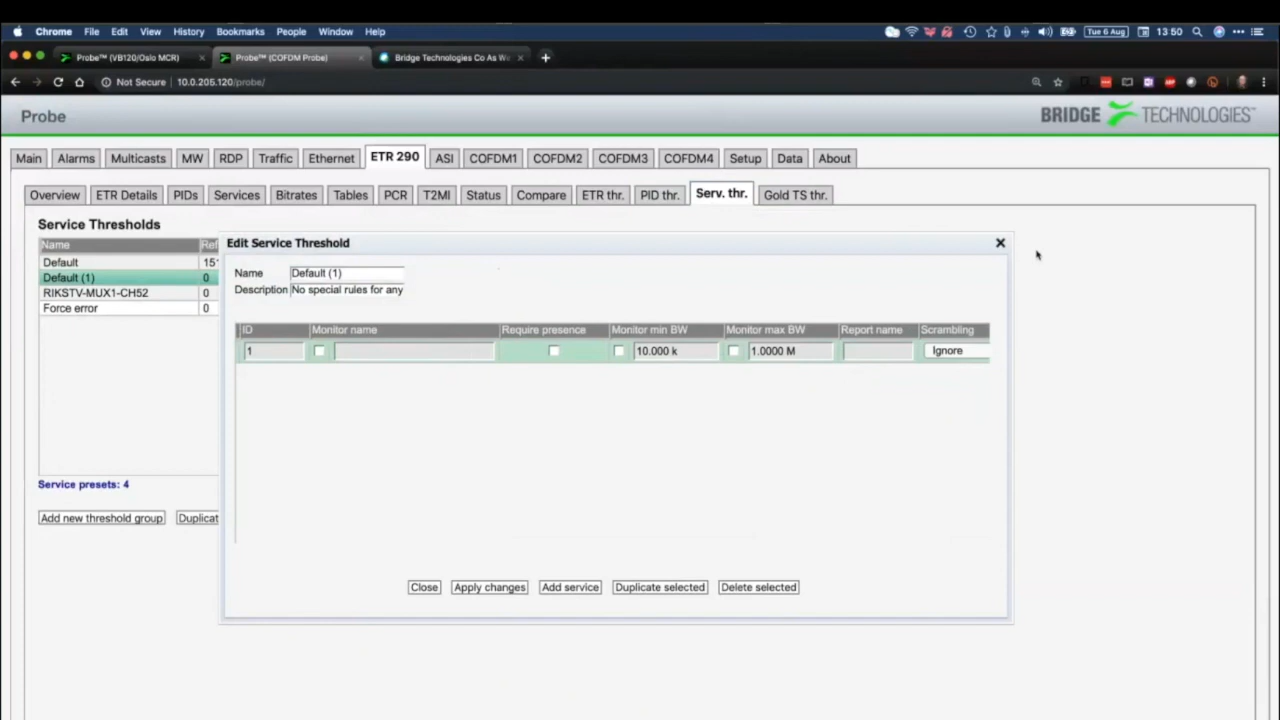 Chrome File Edit View History Bookmarks People Window Help Tue 6 Aug 13 50
Probe™ (VB120/Oslo MCR) × Probe™ (COFDM Probe) × Bridge Technologies Co As We ×
Not Secure | 10.0.205.120/probe/
Probe BRIDGE TECHNOLOGIES™
Main Alarms Multicasts MW RDP Traffic Ethernet ETR 290 ASI COFDM1 COFDM2 COFDM3 COFDM4 Setup Data About
Overview ETR Details PIDs Services Bitrates Tables PCR T2MI Status Compare ETR thr. PID thr. Serv. thr. Gold TS thr.
Service Thresholds
Name Ref
Default 15
Default (1) 0
RIKSTV-MUX1-CH52 0
Force error 0
Service presets: 4
Add new threshold group Duplicat
Edit Service Threshold
Name Default (1)
Description No special rules for any
ID Monitor name Require presence Monitor min BW Monitor max BW Report name Scrambling
1 10.000 k 1.0000 M Ignore
Close Apply changes Add service Duplicate selected Delete selected